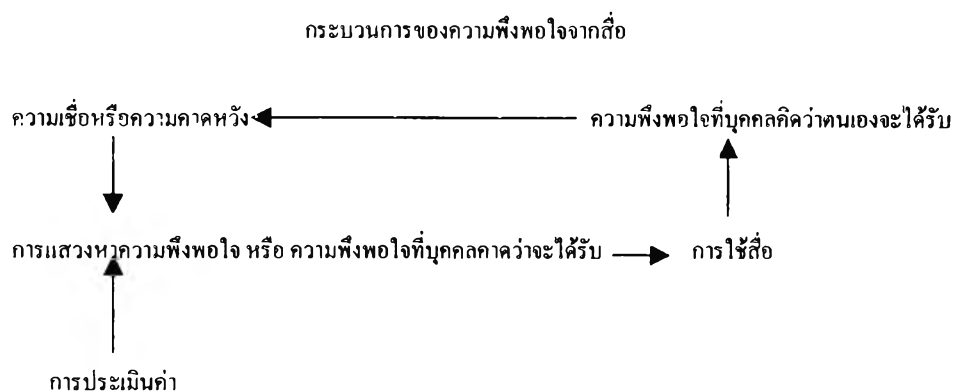 กระบวนการของความพึงพอใจจากสื่อ
ความเชื่อหรือความคาดหวัง ความพึงพอใจที่บุคคลคิดว่าตนเองจะได้รับ
การแสวงหาความพึงพอใจ หรือ ความพึงพอใจที่บุคคลคาดว่าจะได้รับ การใช้สื่อ
การประเมินค่า